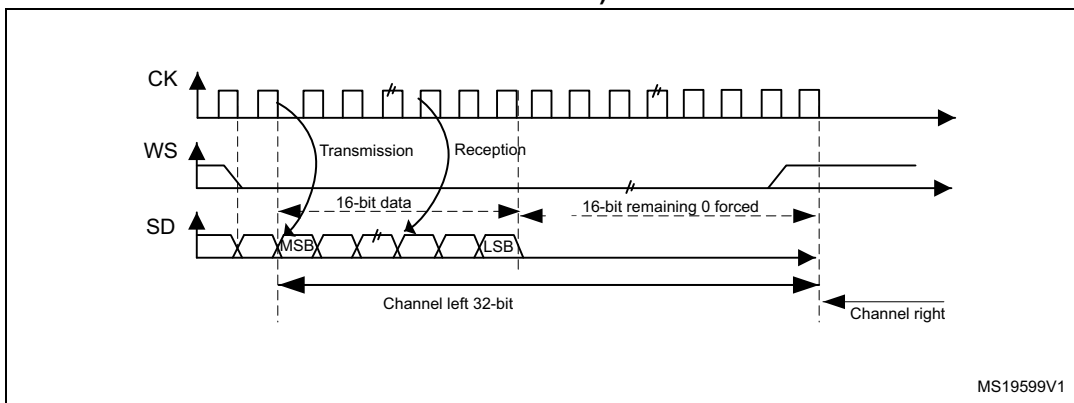 CK
Transmission
Reception
WS
16-bit data
16-bit remaining 0 forced
SD
MSB
LSB
Channel left 32-bit
Channel right
MS19599V1